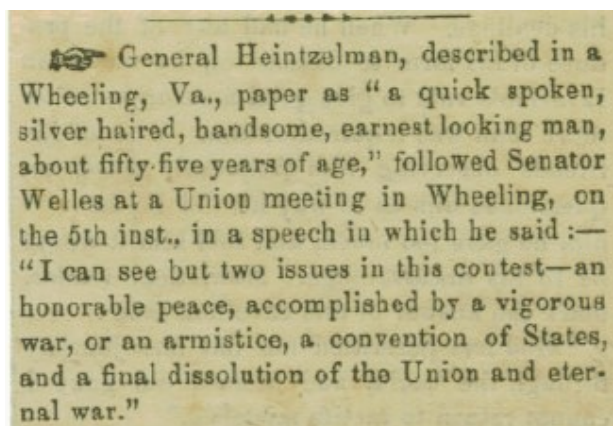 ☞ General Heintzelman, described in a
Wheeling, Va., paper as "a quick spoken,
silver haired, handsome, earnest looking man,
about fifty-five years of age," followed Senator
Welles at a Union meeting in Wheeling, on
the 5th inst., in a speech in which he said :—
"I can see but two issues in this contest—an
honorable peace, accomplished by a vigorous
war, or an armistice, a convention of States,
and a final dissolution of the Union and eter-
nal war."